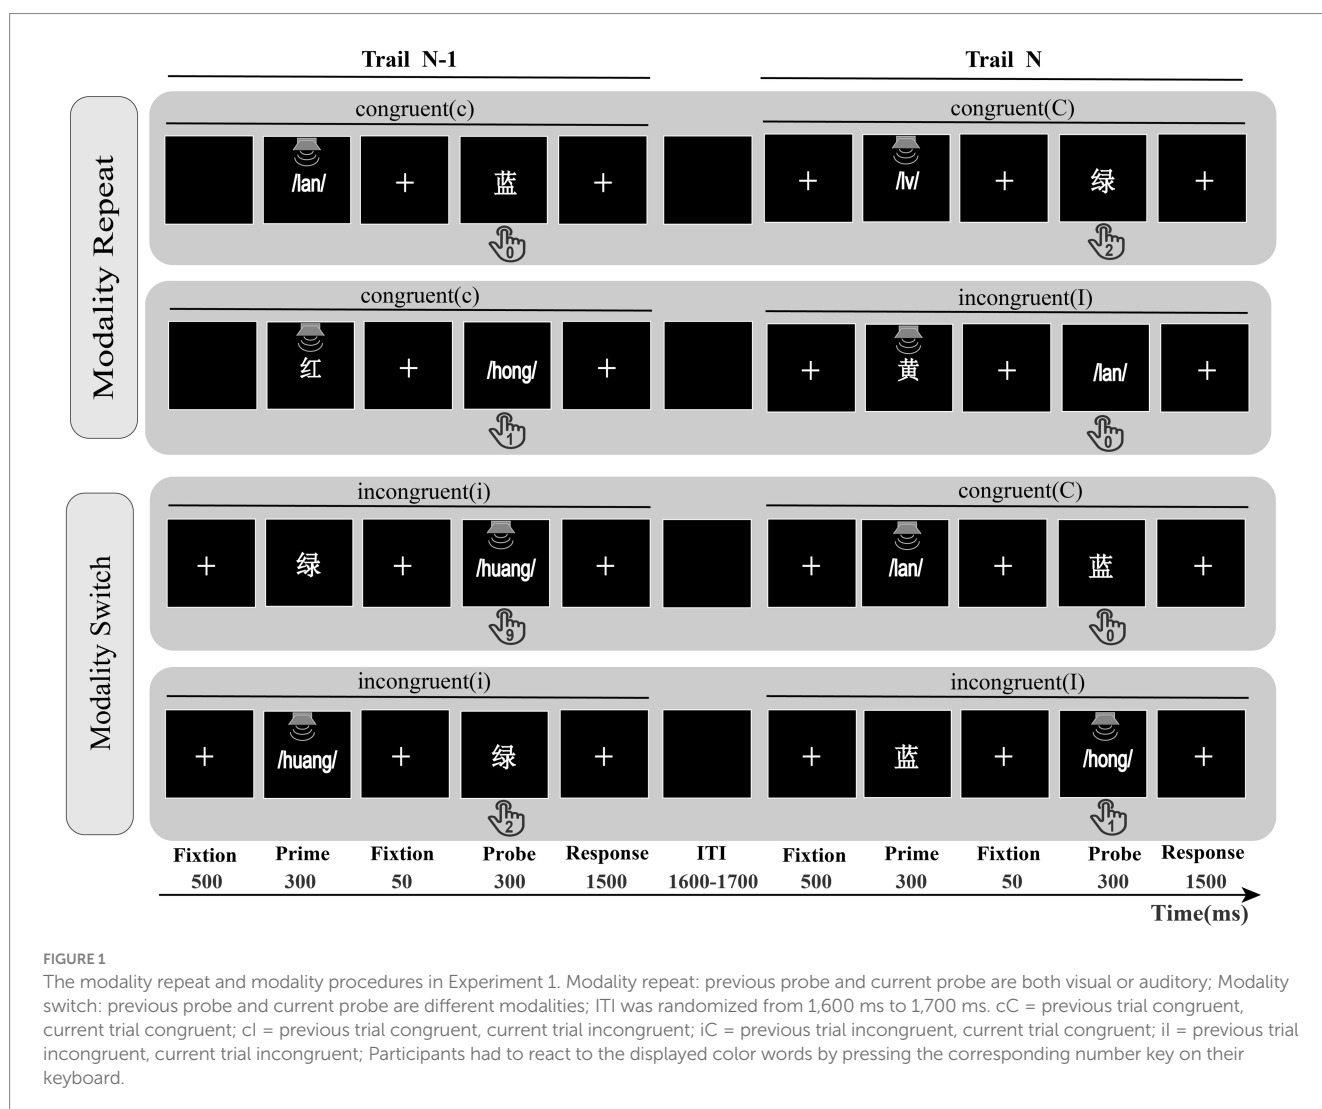 Trail N-1
Trail N
Modality Repeat
congruent(c)
congruent(C)
/lan/
蓝
/lv/
绿
0
2
congruent(c)
incongruent(I)
红
/hong/
黄
/lan/
1
0
Modality Switch
incongruent(i)
congruent(C)
绿
/huang/
/lan/
蓝
9
0
incongruent(i)
incongruent(I)
/huang/
绿
蓝
/hong/
2
1
Fixtion Prime Fixtion Probe Response ITI Fixtion Prime Fixtion Probe Response
500 300 50 300 1500 1600-1700 500 300 50 300 1500
Time(ms)
FIGURE 1
The modality repeat and modality procedures in Experiment 1. Modality repeat: previous probe and current probe are both visual or auditory; Modality
switch: previous probe and current probe are different modalities; ITI was randomized from 1,600 ms to 1,700 ms. cC = previous trial congruent,
current trial congruent; cI = previous trial congruent, current trial incongruent; iC = previous trial incongruent, current trial congruent; iI = previous trial
incongruent, current trial incongruent; Participants had to react to the displayed color words by pressing the corresponding number key on their
keyboard.